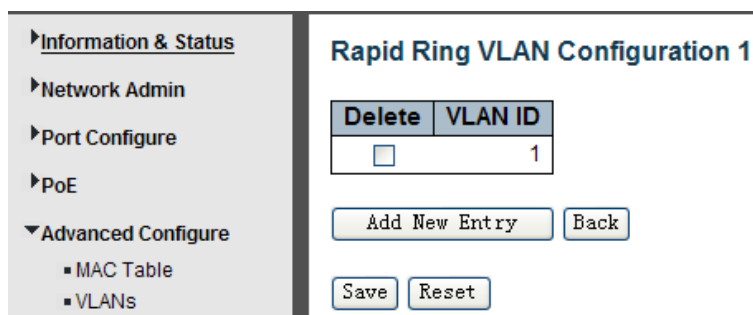 Information & Status
Network Admin
Port Configure
PoE
Advanced Configure
MAC Table
VLANs
Rapid Ring VLAN Configuration 1
Delete VLAN ID
1
Add New Entry Back
Save Reset